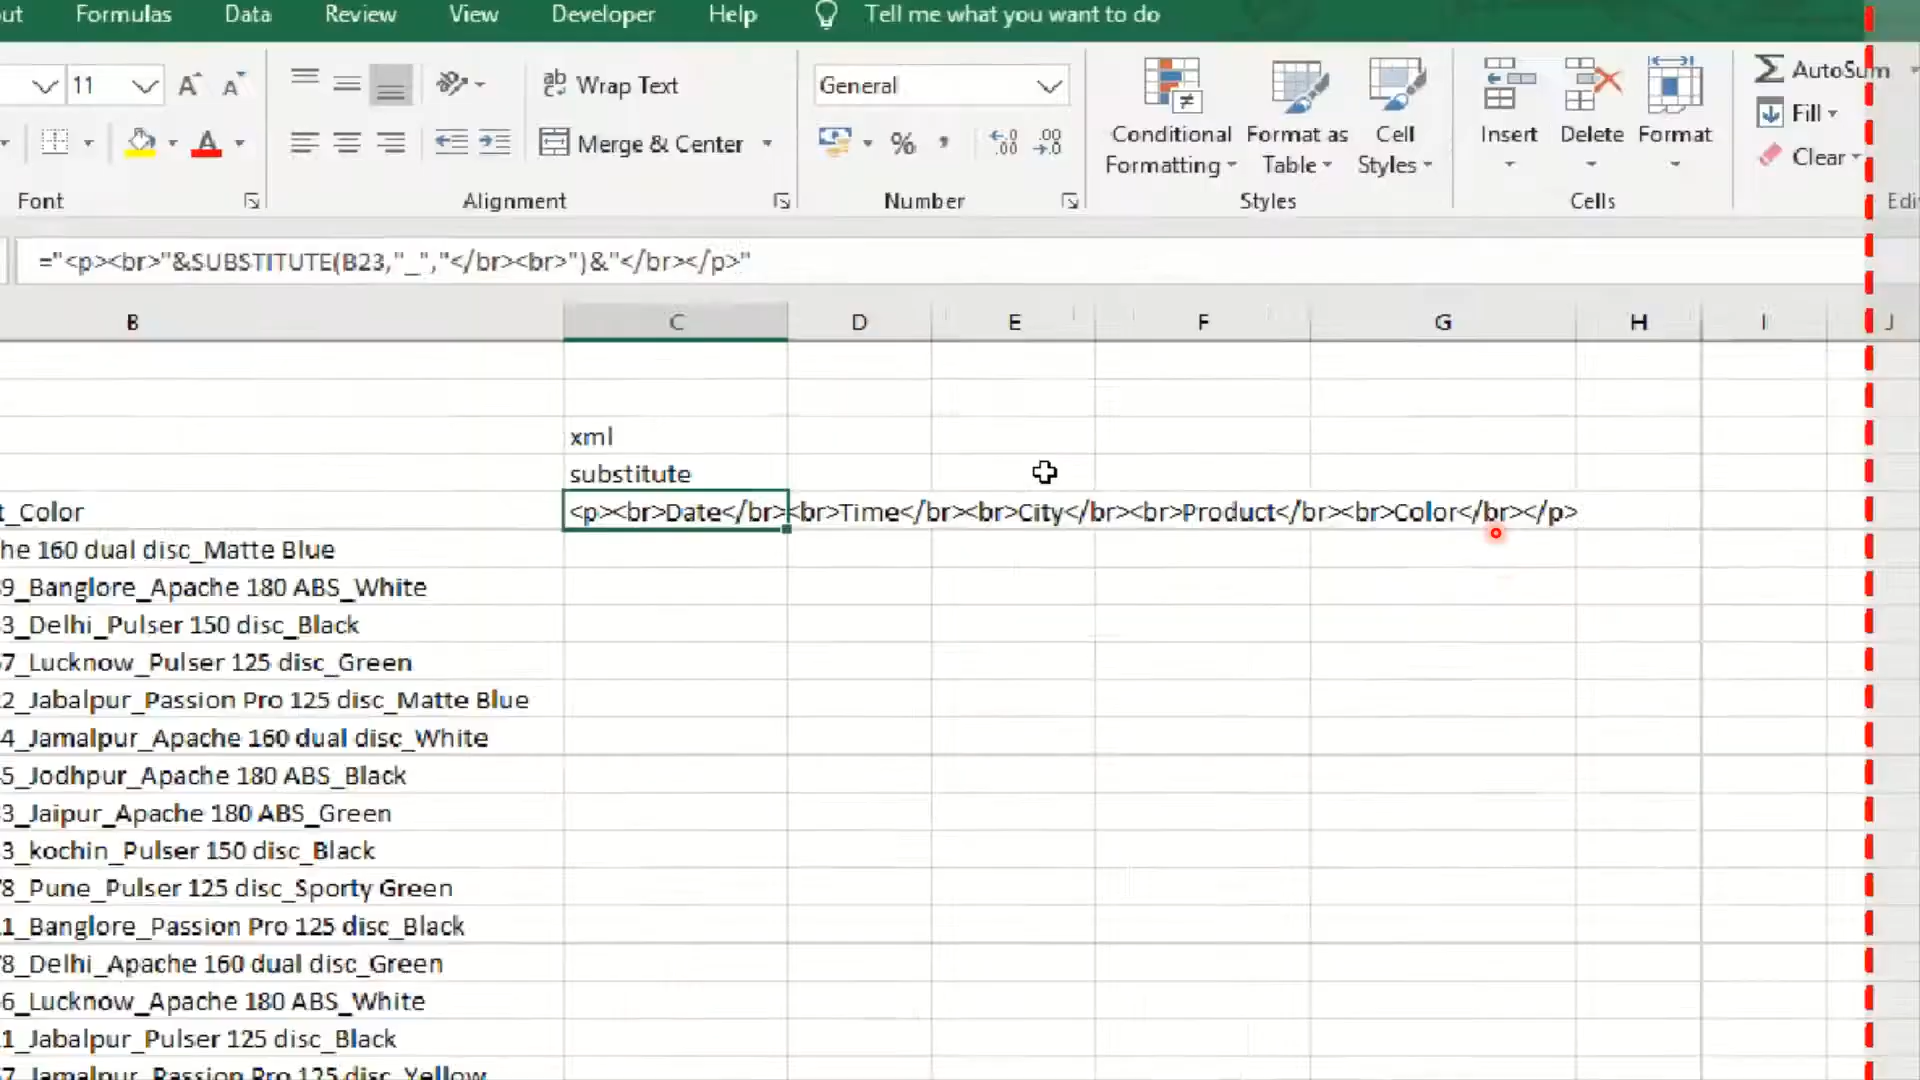 Formulas Data Review View Developer Help Tell me what you want to do
11 Wrap Text General AutoSum
Conditional Formatting Format as Table Cell Styles Insert Delete Format Fill
Merge & Center % Clear
Font Alignment Number Styles Cells
="<p><br>"&SUBSTITUTE(B23,"_","</br><br>")&"</br></p>"
B C D E F G H I J
xml
substitute
t_Color <p><br>Date</br><br>Time</br><br>City</br><br>Product</br><br>Color</br></p>
he 160 dual disc_Matte Blue
9_Banglore_Apache 180 ABS_White
3_Delhi_Pulser 150 disc_Black
7_Lucknow_Pulser 125 disc_Green
2_Jabalpur_Passion Pro 125 disc_Matte Blue
4_Jamalpur_Apache 160 dual disc_White
5_Jodhpur_Apache 180 ABS_Black
3_Jaipur_Apache 180 ABS_Green
3_kochin_Pulser 150 disc_Black
8_Pune_Pulser 125 disc_Sporty Green
1_Banglore_Passion Pro 125 disc_Black
8_Delhi_Apache 160 dual disc_Green
6_Lucknow_Apache 180 ABS_White
1_Jabalpur_Pulser 125 disc_Black
7_Jamalpur_Passion Pro 125 disc_Yellow